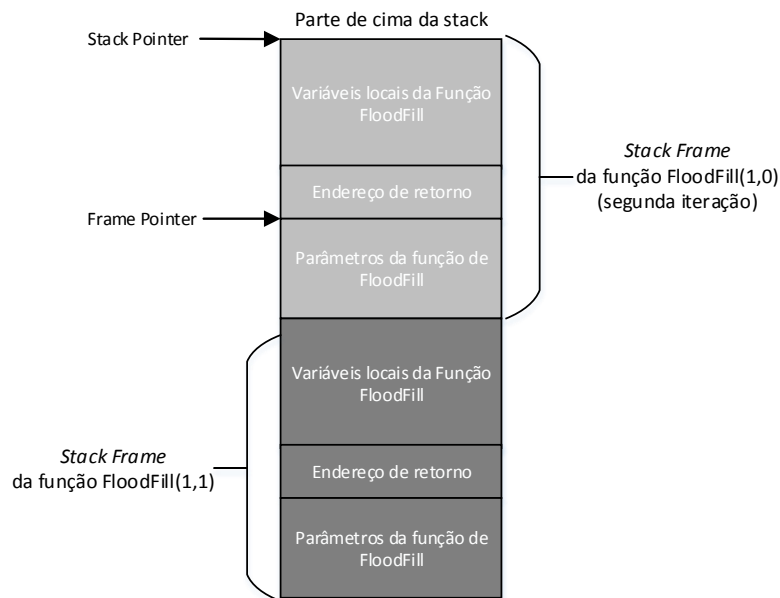 Parte de cima da stack
Stack Pointer
Variáveis locais da Função
FloodFill
Stack Frame
da função FloodFill(1,0)
(segunda iteração)
Endereço de retorno
Frame Pointer
Parâmetros da função de
FloodFill
Variáveis locais da Função
FloodFill
Stack Frame
da função FloodFill(1,1)
Endereço de retorno
Parâmetros da função de
FloodFill